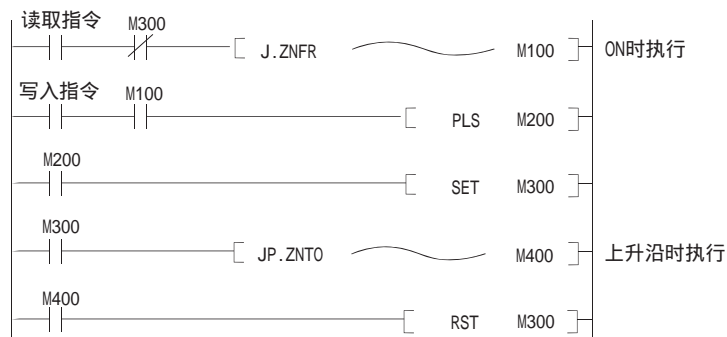 读取指令 M300
J.ZNFR M100 ON时执行
写入指令 M100
PLS M200
M200
SET M300
M300
JP.ZNTO M400 上升沿时执行
M400
RST M300